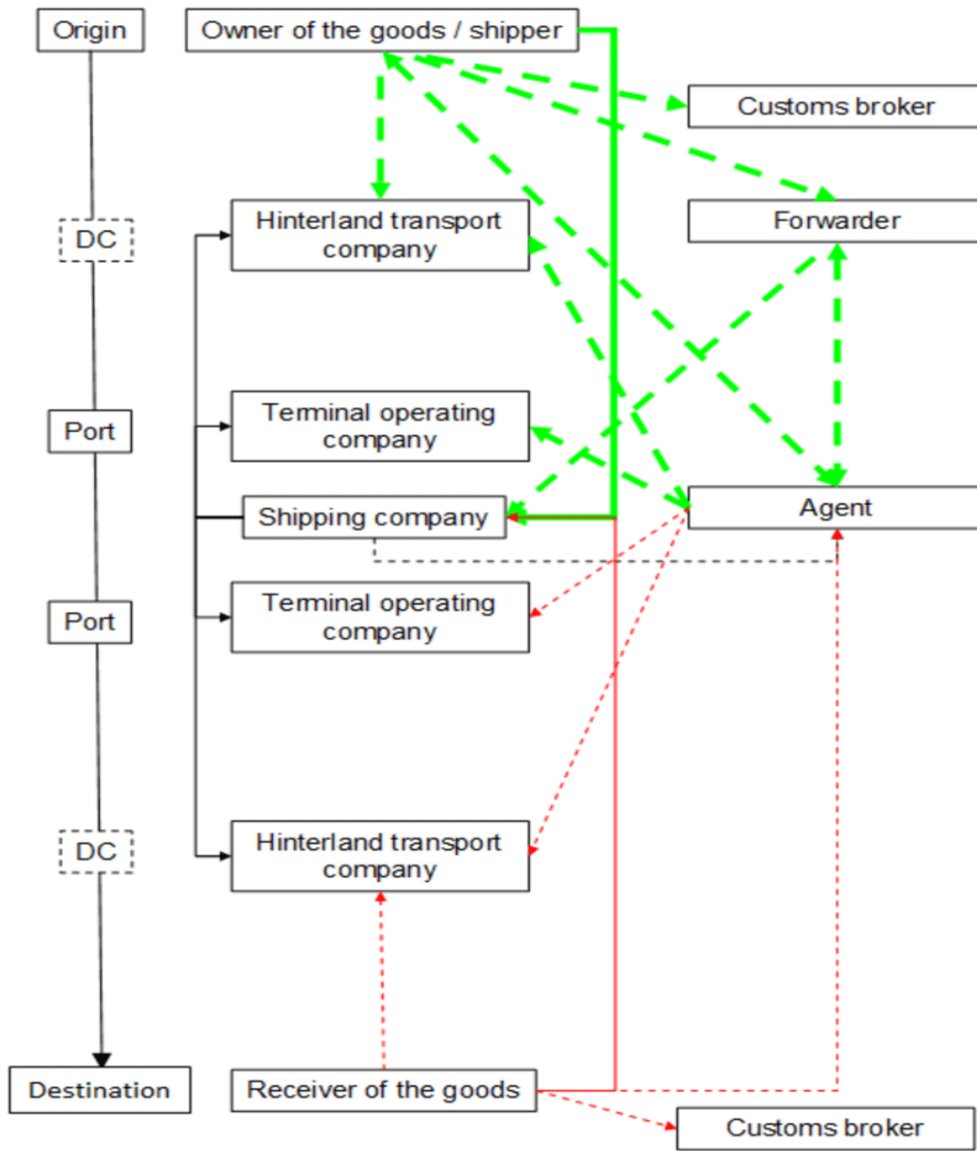 Origin
Owner of the goods / shipper
Customs broker
Hinterland transport
company
Forwarder
DC
Terminal operating
company
Port
Shipping company
Agent
Terminal operating
company
Port
Hinterland transport
company
DC
Destination
Receiver of the goods
Customs broker